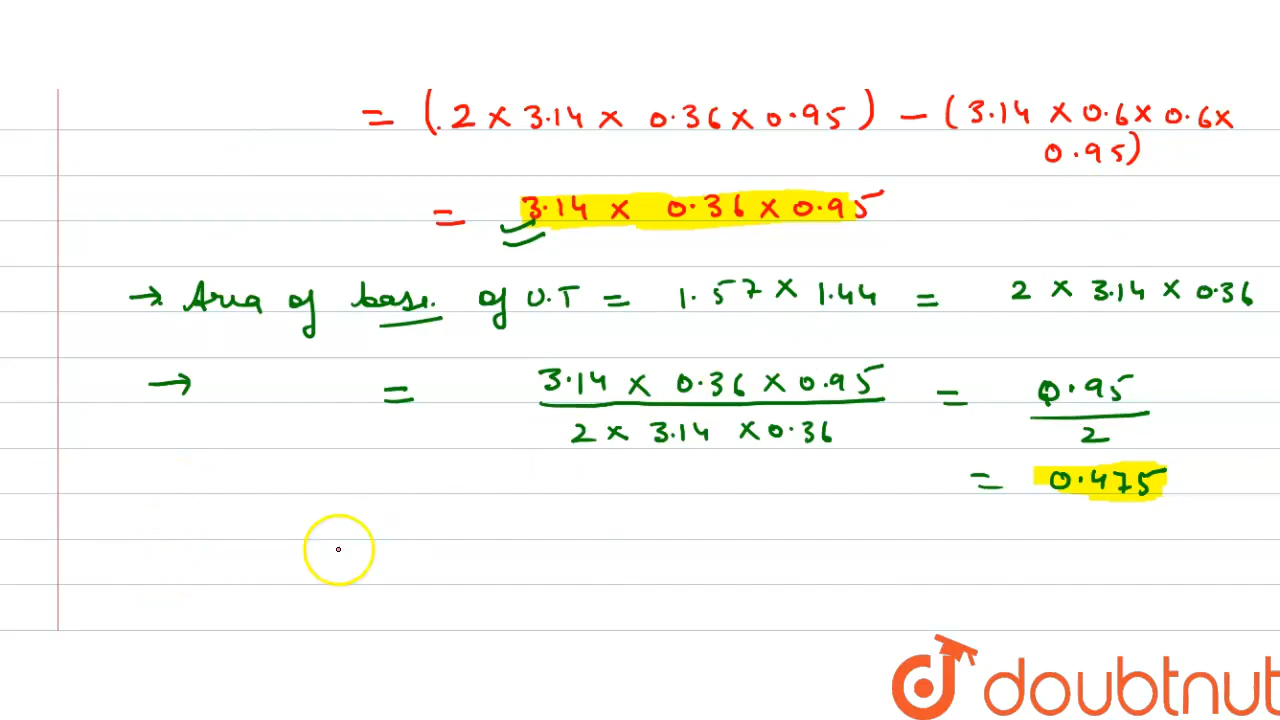 = (.2 × 3.14 × 0.36 × 0.95) - (3.14 × 0.6 × 0.6 ×
0.95)
= 3.14 × 0.36 × 0.95
→ Area of base. of U.T = 1.57 × 1.44 = 2 × 3.14 × 0.36
→ = 3.14 × 0.36 × 0.95 = 0.95
2 × 3.14 × 0.36 2
= 0.475
doubtnut